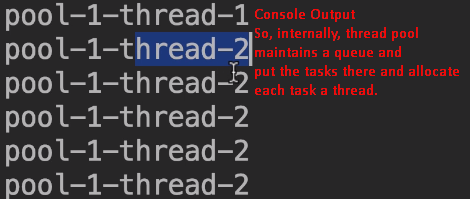 pool-1-thread-1
pool-1-thread-2
pool-1-thread-2
pool-1-thread-2
pool-1-thread-2
pool-1-thread-2
Console Output
So, internally, thread pool
maintains a queue and
put the tasks there and allocate
each task a thread.